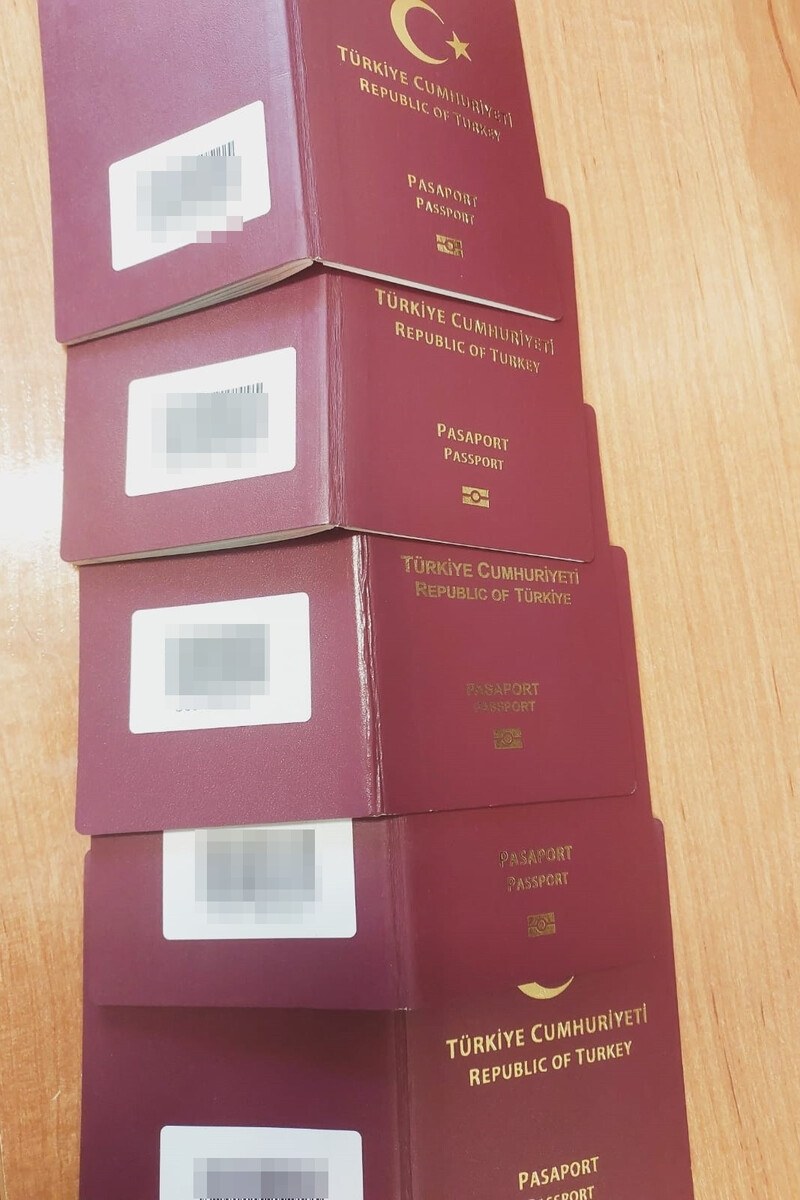 TÜRKİYE CUMHURİYETİ
REPUBLIC OF TURKEY
PASAPORT
PASSPORT
TÜRKİYE CUMHURİYETİ
REPUBLIC OF TURKEY
PASAPORT
PASSPORT
TÜRKİYE CUMHURİYETİ
REPUBLIC OF TÜRKİYE
PASAPORT
PASSPORT
PASAPORT
PASSPORT
TÜRKİYE CUMHURİYETİ
REPUBLIC OF TURKEY
PASAPORT
PASSPORT